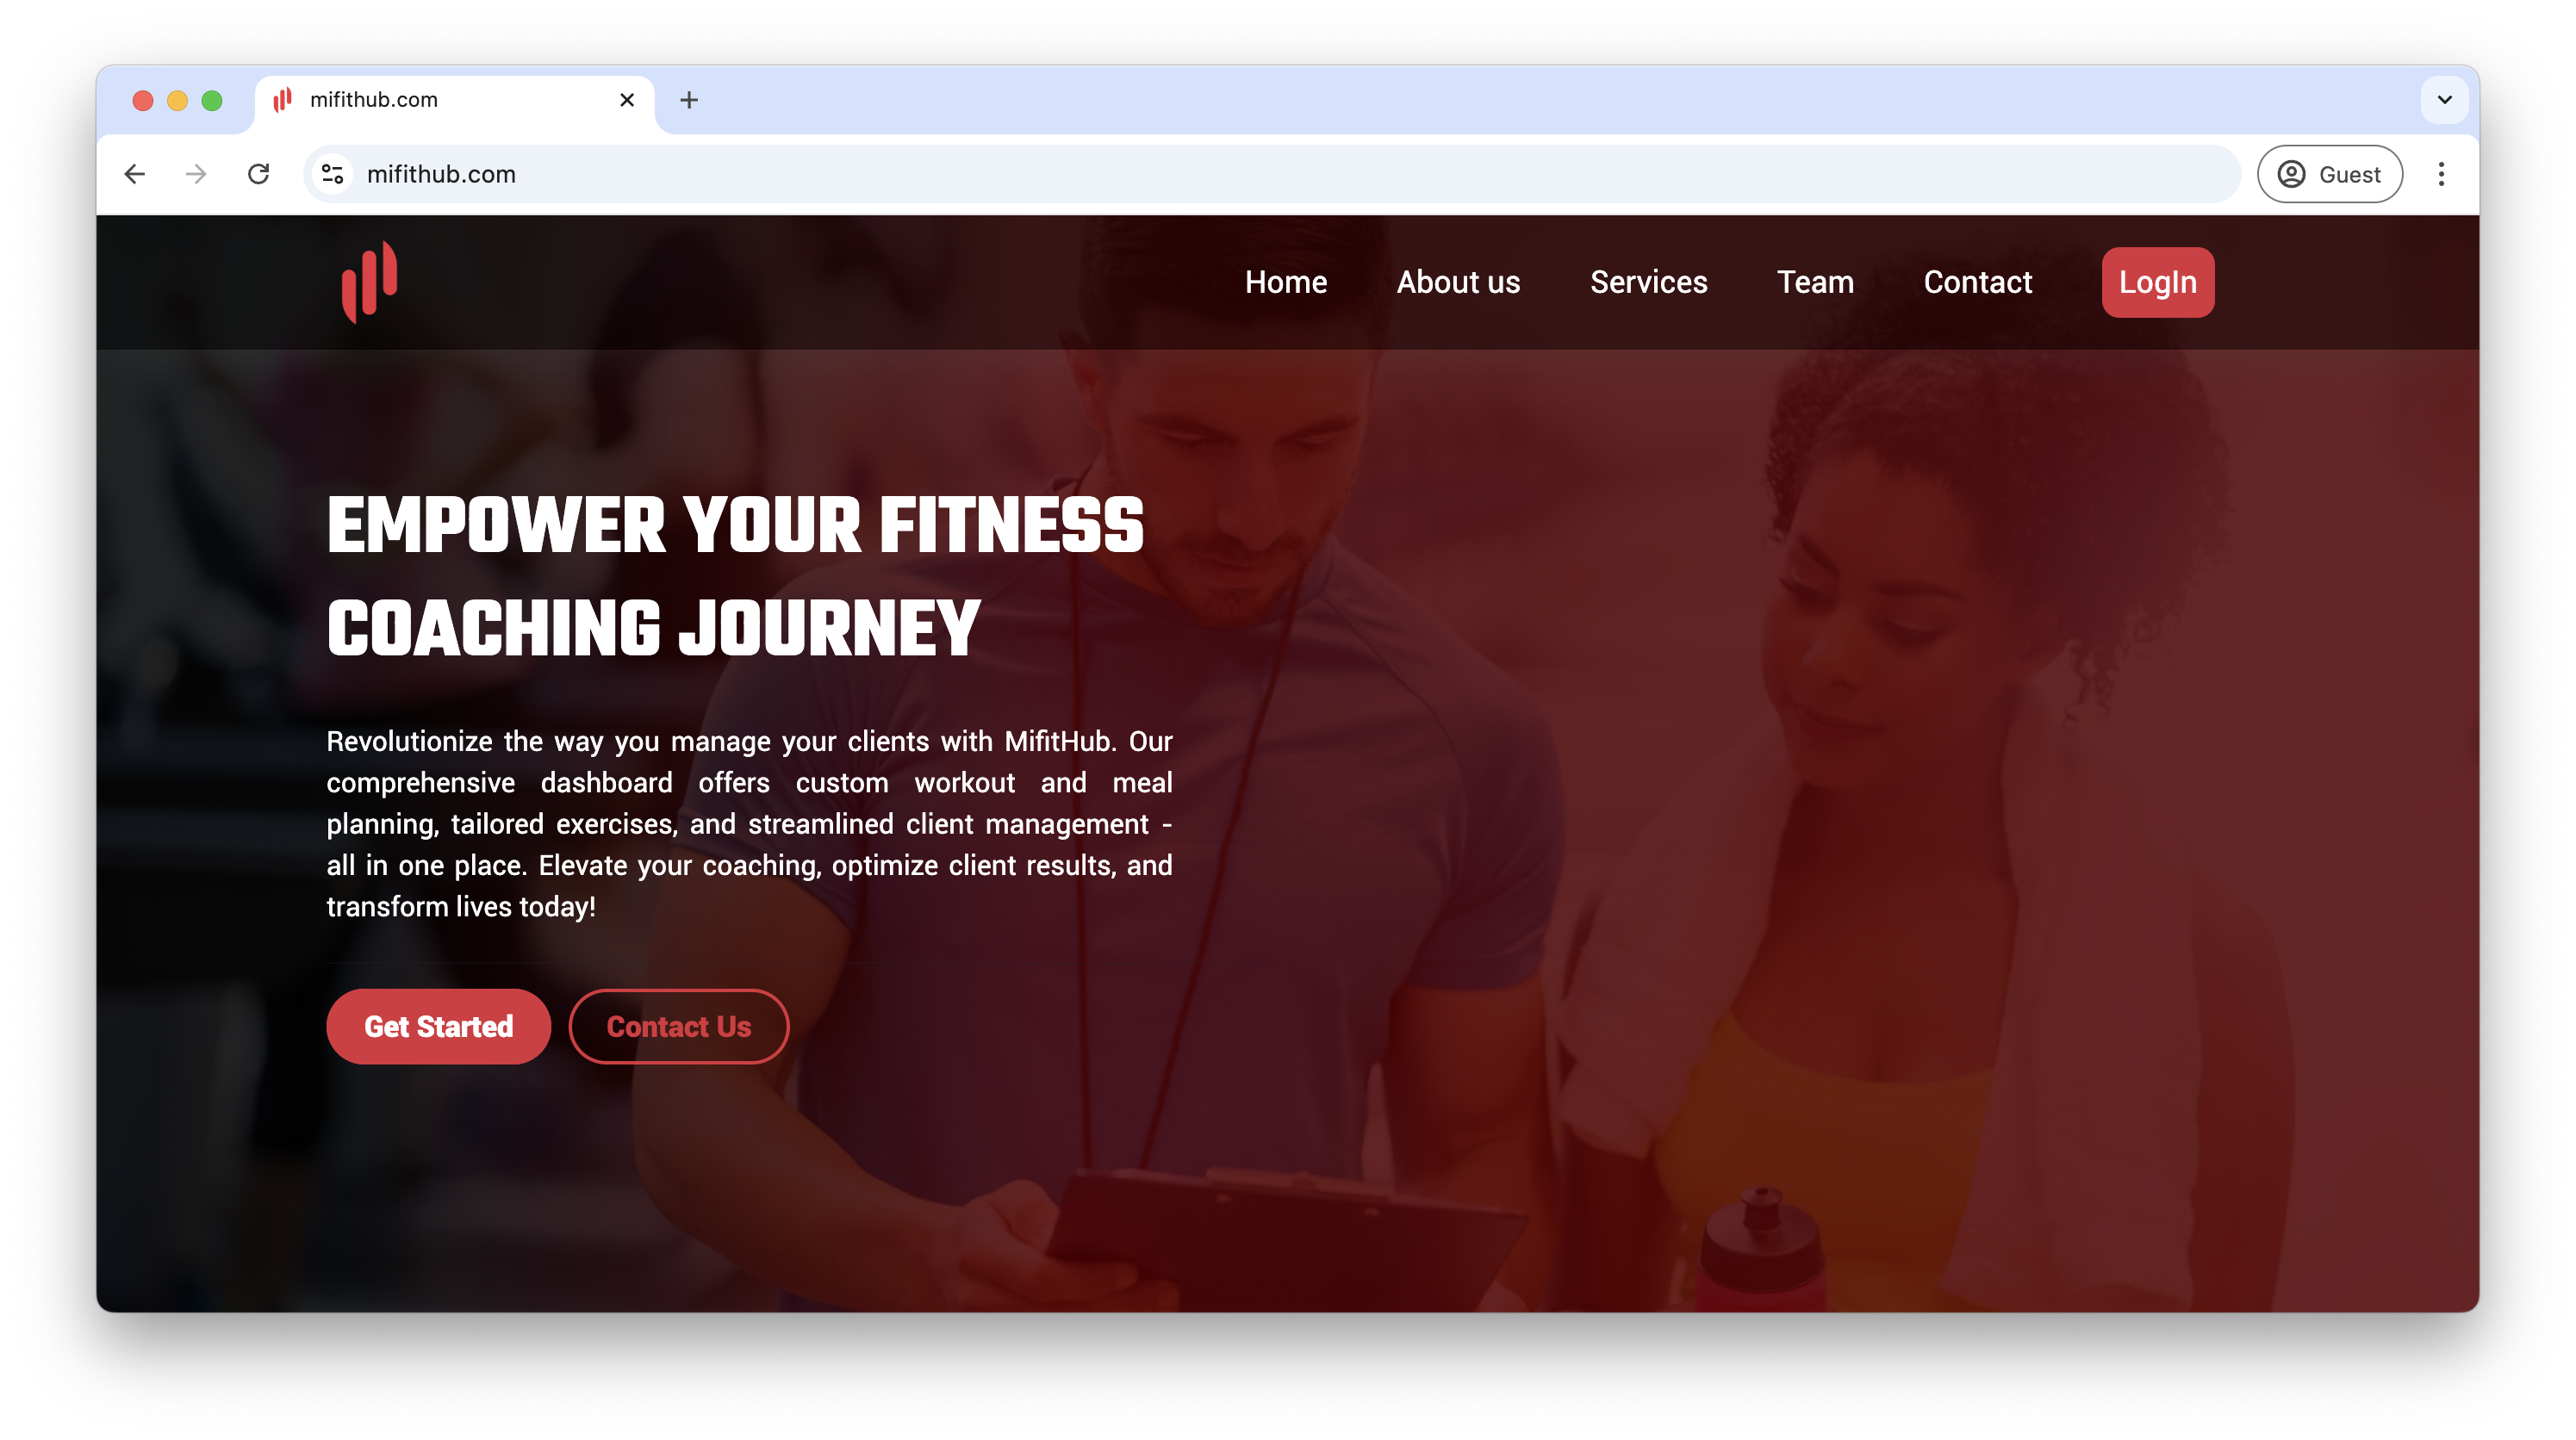 mifithub.com
mifithub.com
Guest
Home About us Services Team Contact LogIn
EMPOWER YOUR FITNESS
COACHING JOURNEY
Revolutionize the way you manage your clients with MifitHub. Our
comprehensive dashboard offers custom workout and meal
planning, tailored exercises, and streamlined client management -
all in one place. Elevate your coaching, optimize client results, and
transform lives today!
Get Started Contact Us